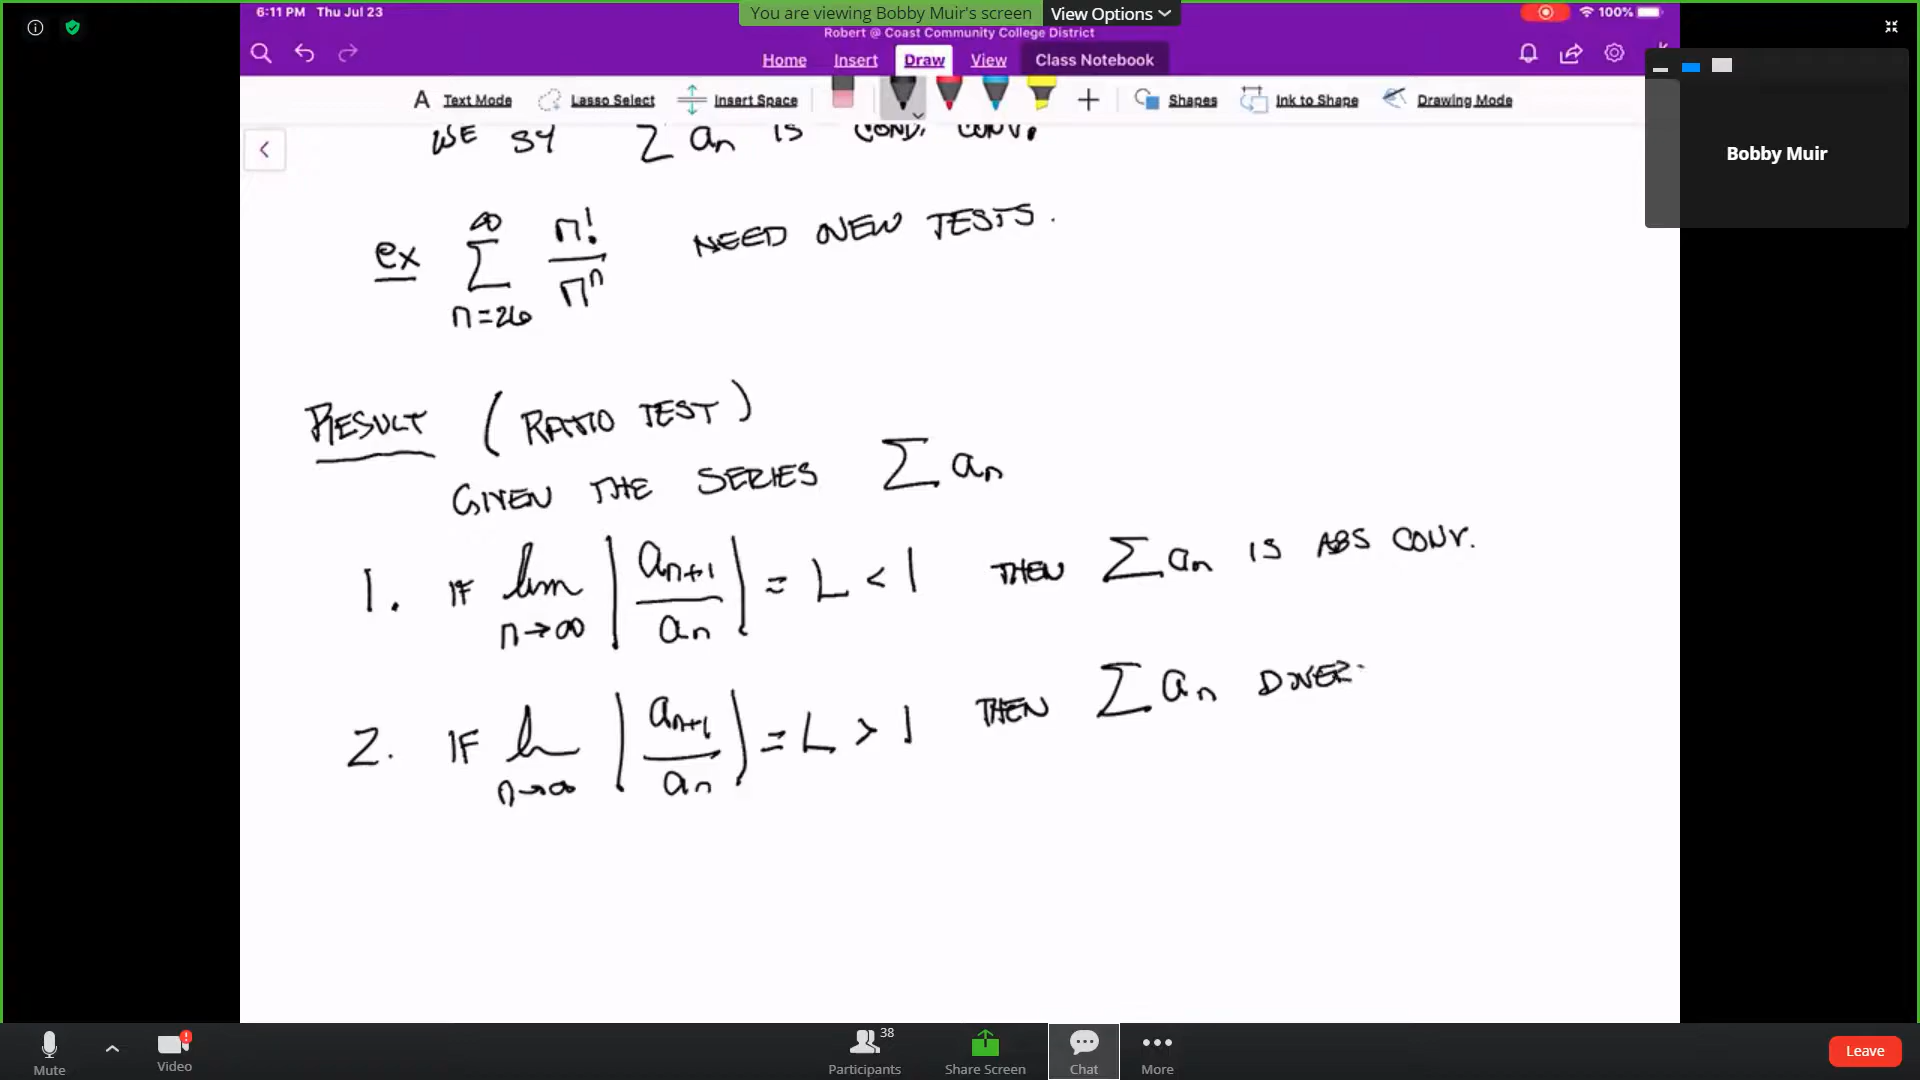 6:11 PM Thu Jul 23
You are viewing Bobby Muir's screen View Options
100%
Robert @ Coast Community College District
Home Insert Draw View Class Notebook
A Text Mode Lasso Select Insert Space Shapes Ink to Shape Drawing Mode
Bobby Muir
WE SY Σ an IS COND. CONV.
ex ∞ Σ n=26 n! / n^n NEED NEW TESTS.
RESULT (RATIO TEST)
GIVEN THE SERIES Σ an
1. IF lim n→∞ | an+1 / an | = L < 1 THEN Σ an IS ABS CONV.
2. IF lim n→∞ | an+1 / an | = L > 1 THEN Σ an DIVER.
Mute
Video
38
Participants
Share Screen
Chat
More
Leave